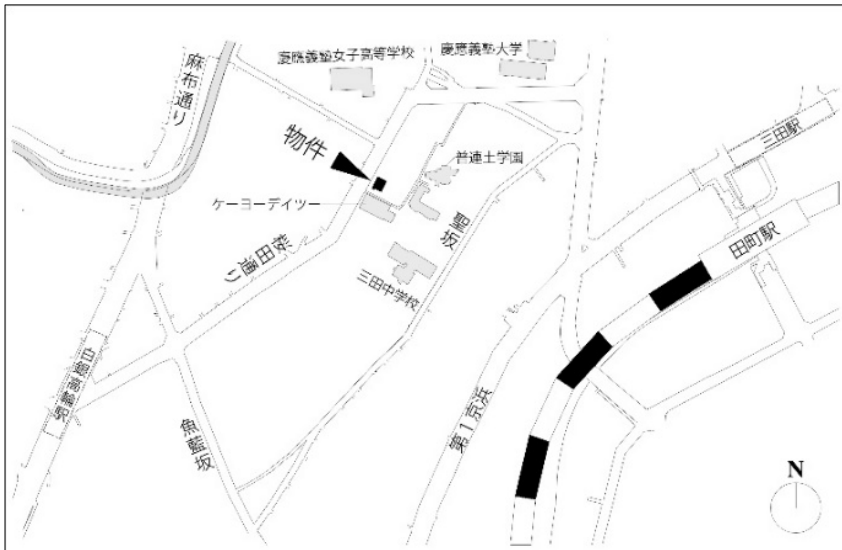 慶應義塾女子高等学校
慶應義塾大学
麻布通り
三田駅
物件
普連土学園
ケーヨーデイツー
聖坂
田町駅
桜田通り
三田中学校
白銀高輪駅
第1京浜
魚藍坂
N